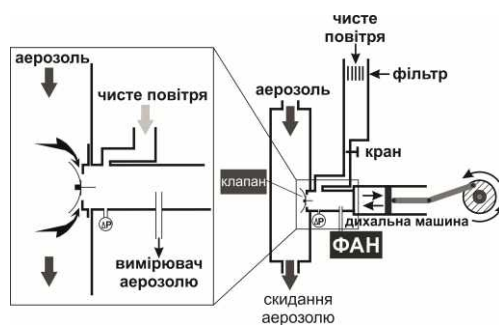 аерозоль
чисте повітря
ΔP
вимірювач
аерозолю
чисте
повітря
фільтр
аерозоль
кран
клапан
ΔP
дихальна машина
ФАН
скидання
аерозолю